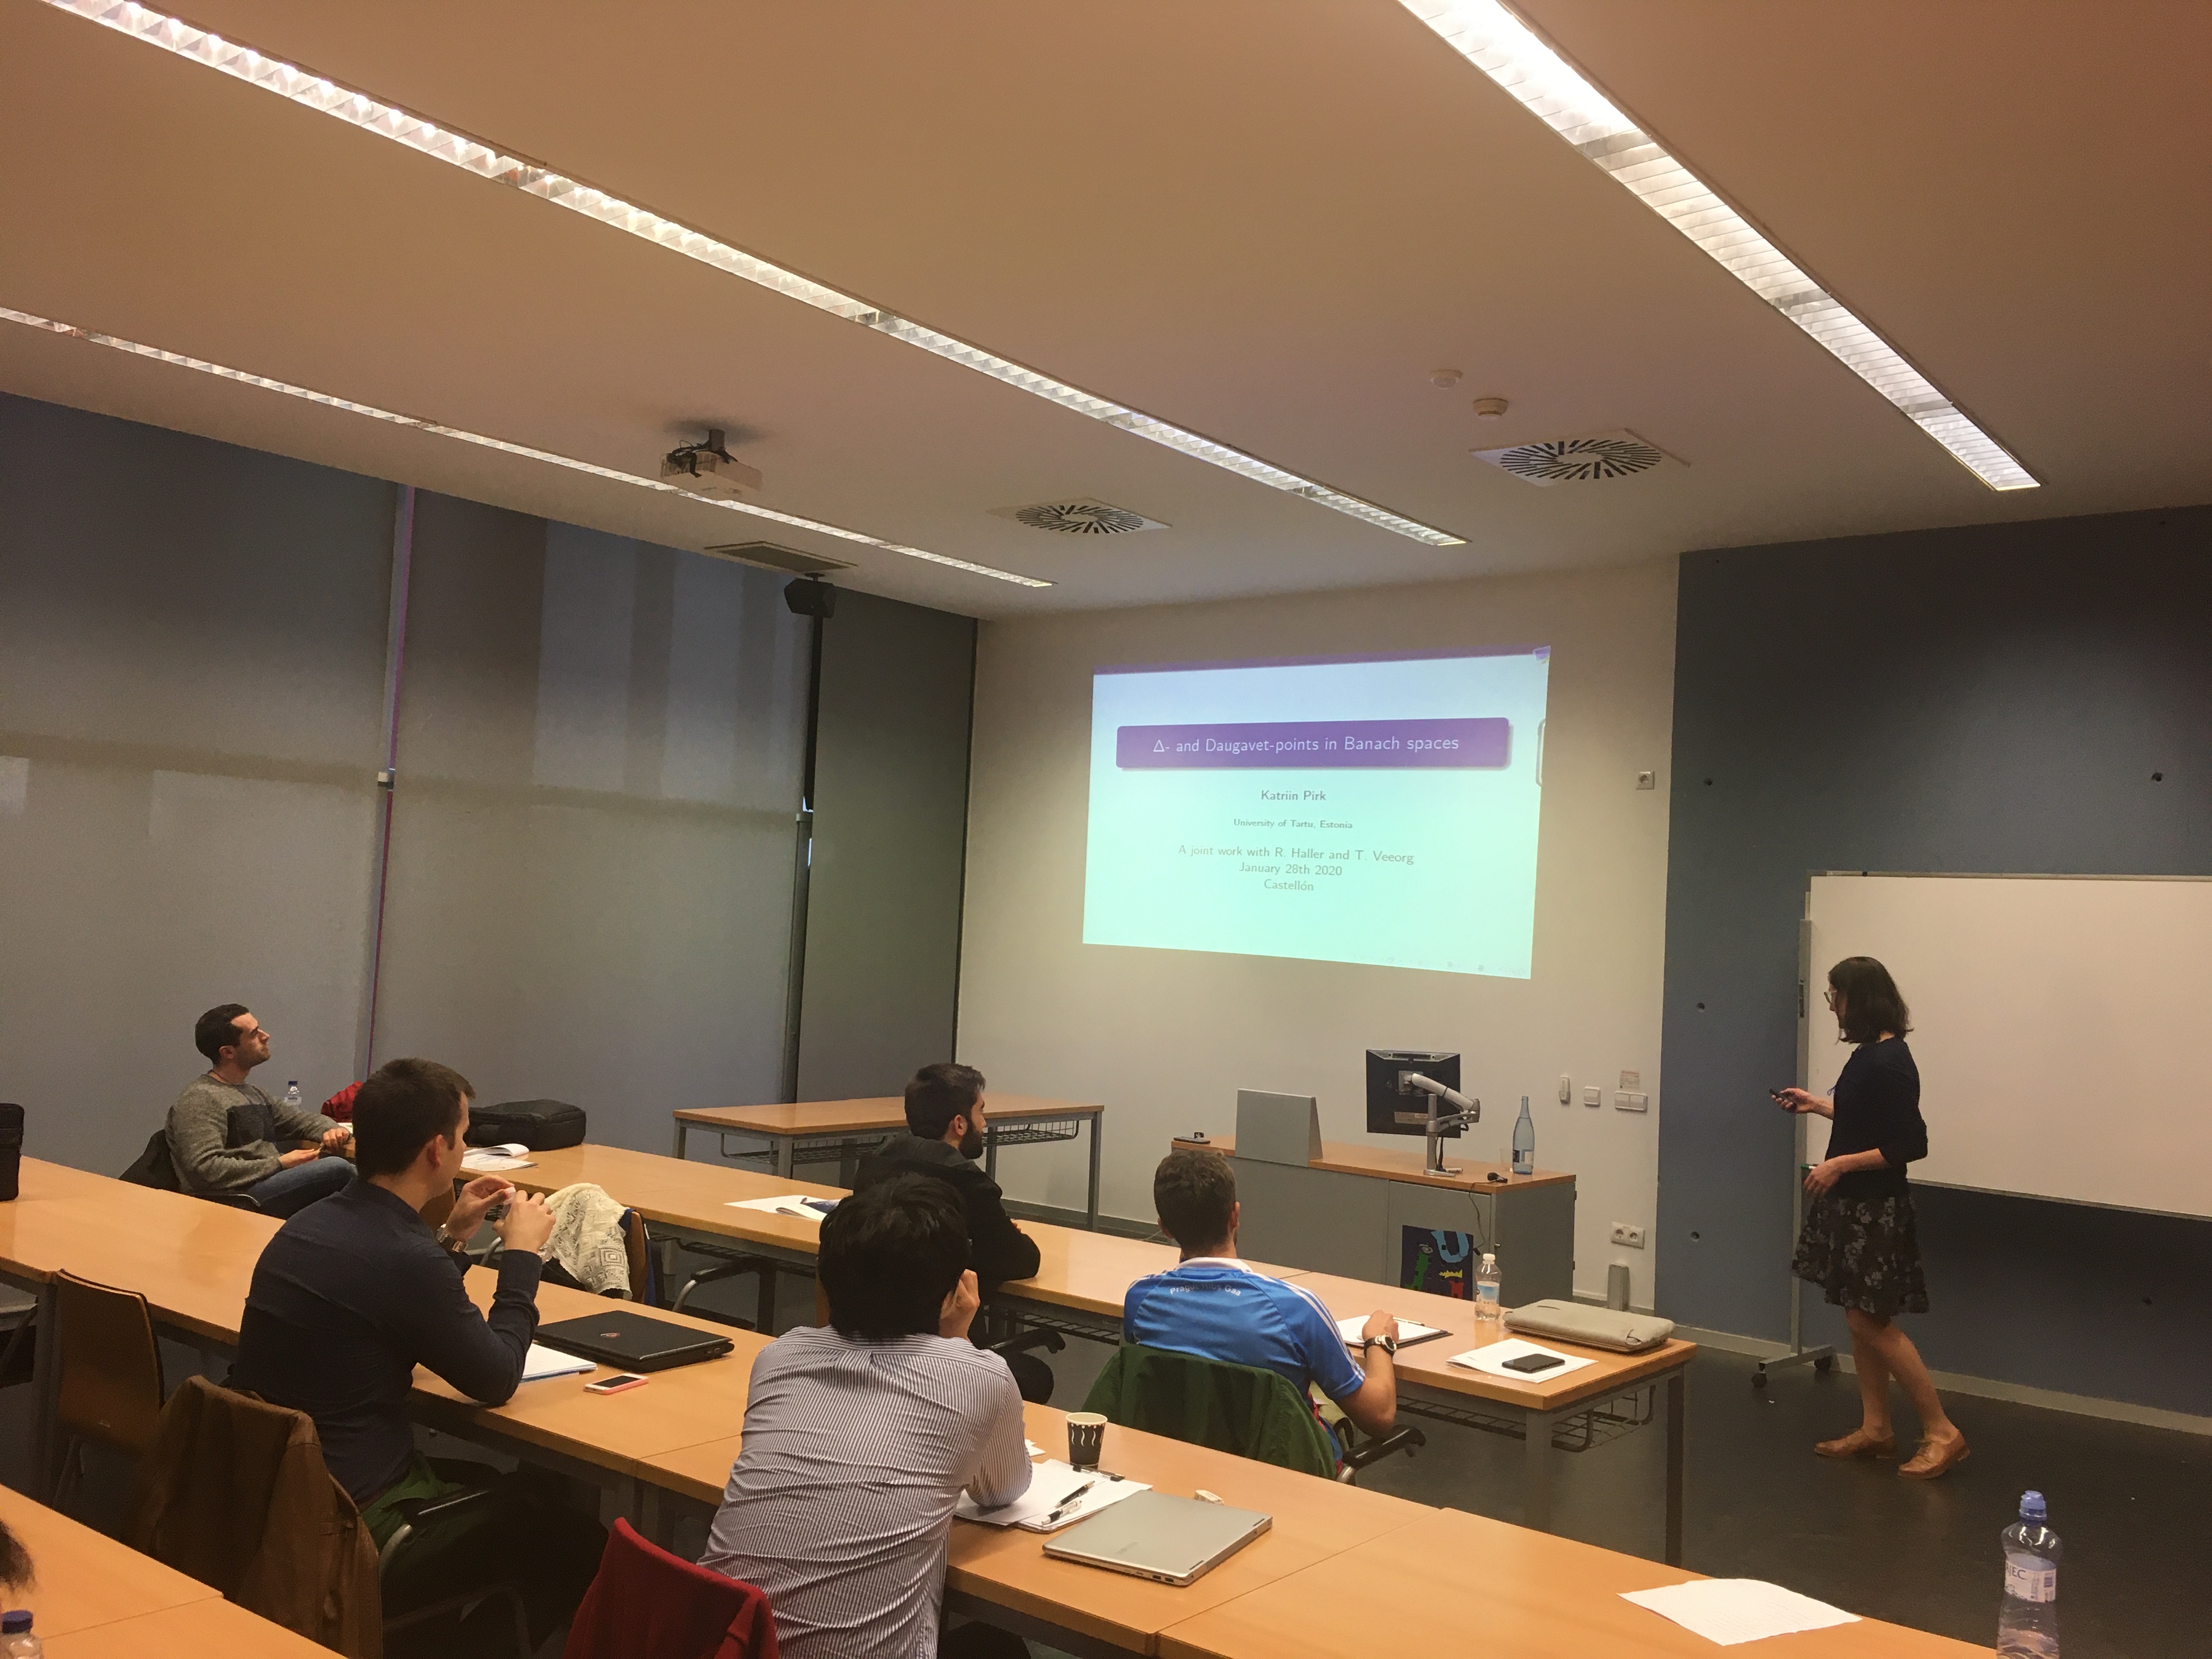 Δ- and Daugavet-points in Banach spaces
Katriin Pirk
University of Tartu, Estonia
A joint work with R. Haller and T. Veeorg
January 28th 2020
Castellón